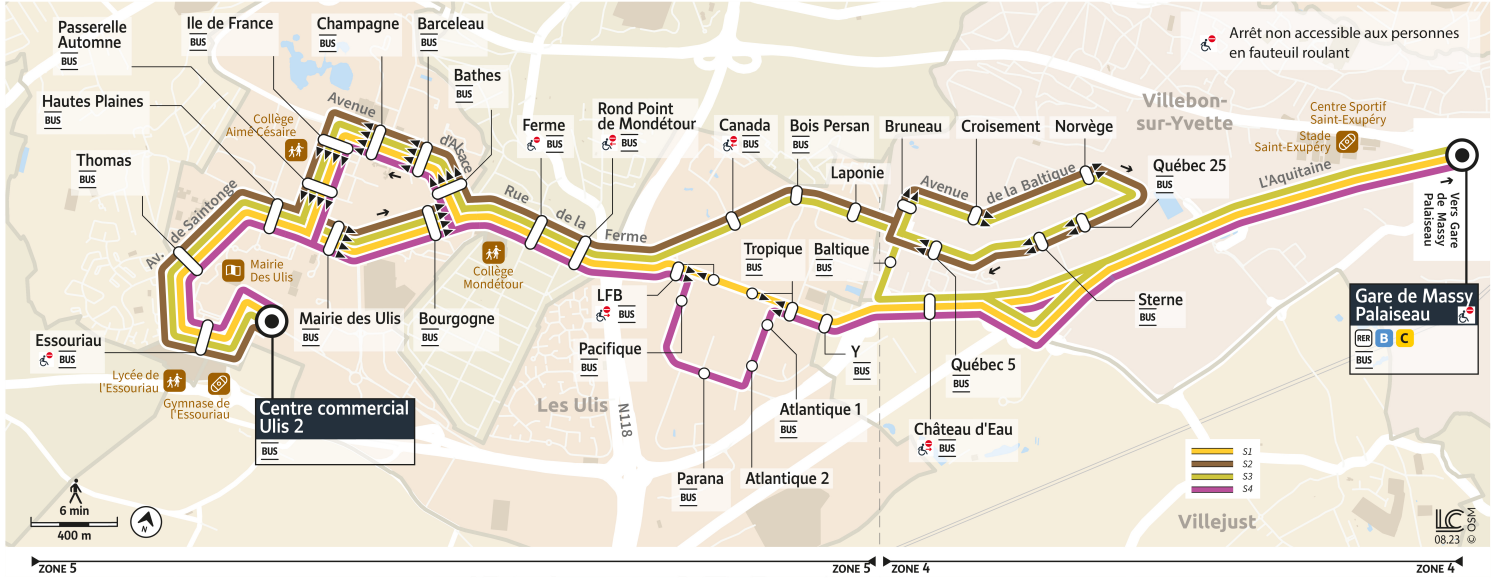 Passerelle
Automne
BUS
Ile de France
BUS
Champagne
BUS
Barceleau
BUS
Bathes
BUS
Hautes Plaines
BUS
Thomas
BUS
Collège
Aimé Césaire
Avenue
d'Alsace
Av. de Saintonge
Rue de la Ferme
Ferme
BUS
Rond Point
de Mondétour
BUS
Canada
BUS
Bois Persan
BUS
Laponie
Bruneau
BUS
Croisement
BUS
Norvège
BUS
Québec 25
BUS
Avenue de la Baltique
Arrêt non accessible aux personnes
en fauteuil roulant
Villebon-
sur-Yvette
Centre Sportif
Saint-Exupéry
Stade
Saint-Exupéry
L'Aquitaine
Vers Gare
de Massy
Palaiseau
Mairie
Des Ulis
Collège
Mondétour
Tropique
BUS
Baltique
BUS
LFB
BUS
Mairie des Ulis
BUS
Bourgogne
BUS
Essouriau
BUS
Lycée de
l'Essouriau
Gymnase de
l'Essouriau
Centre commercial
Ulis 2
BUS
Pacifique
BUS
Y
BUS
Québec 5
BUS
Sterne
BUS
Gare de Massy
Palaiseau
RER B C
BUS
Les Ulis
N118
Atlantique 1
BUS
Château d'Eau
BUS
Parana
BUS
Atlantique 2
S1
S2
S3
S4
Villejust
6 min
400 m
N
LC
08.23
© OSM
ZONE 5
ZONE 5
ZONE 4
ZONE 4